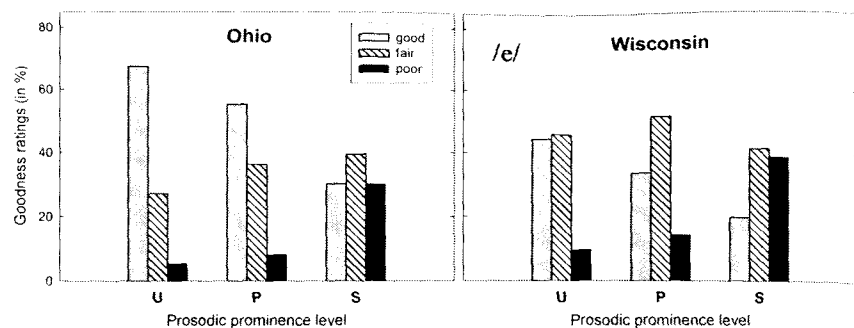 Ohio
good
fair
poor
/e/
Wisconsin
Goodness ratings (in %)
80
60
40
20
0
U P S
Prosodic prominence level
U P S
Prosodic prominence level